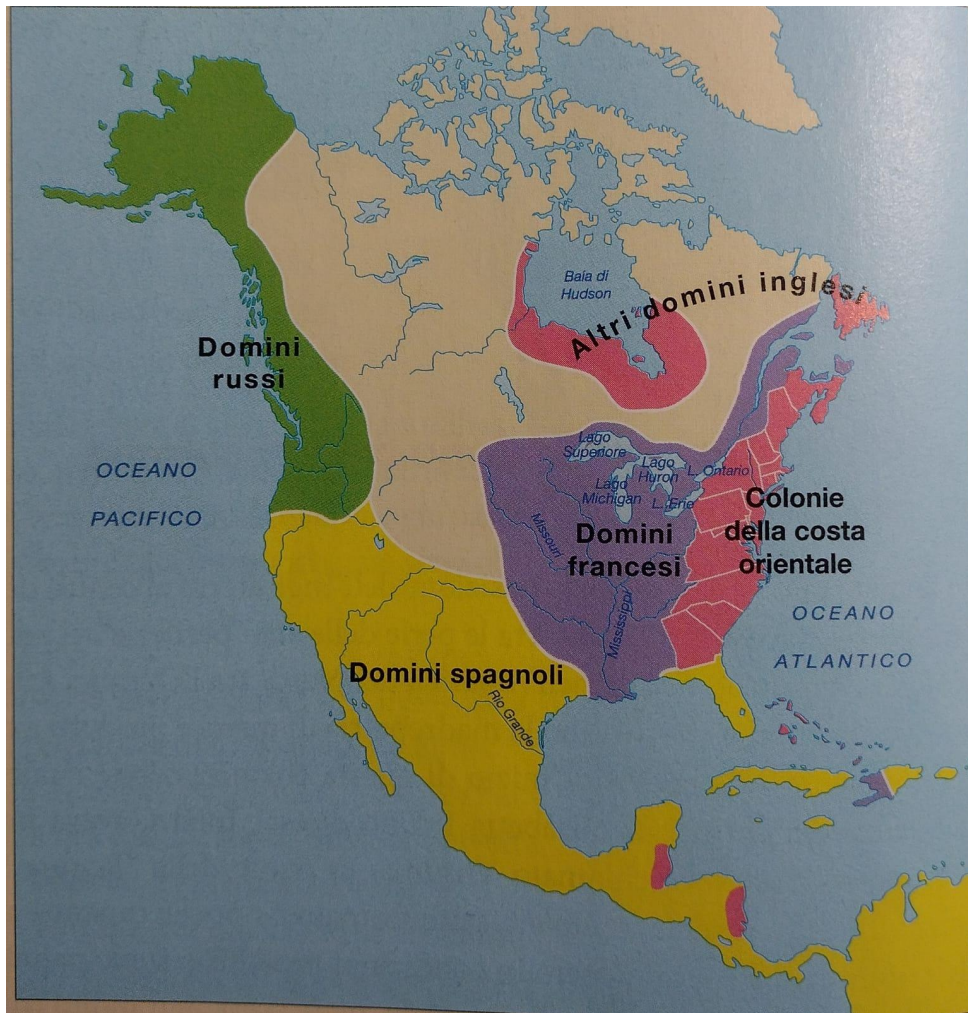 Baia di
Hudson
Altri domini inglesi
Domini
russi
OCEANO
PACIFICO
Lago
Superiore
Lago
Huron
L. Ontario
Lago
Michigan
L. Erie
Missouri
Domini
francesi
Mississippi
Colonie
della costa
orientale
OCEANO
ATLANTICO
Domini spagnoli
Rio Grande